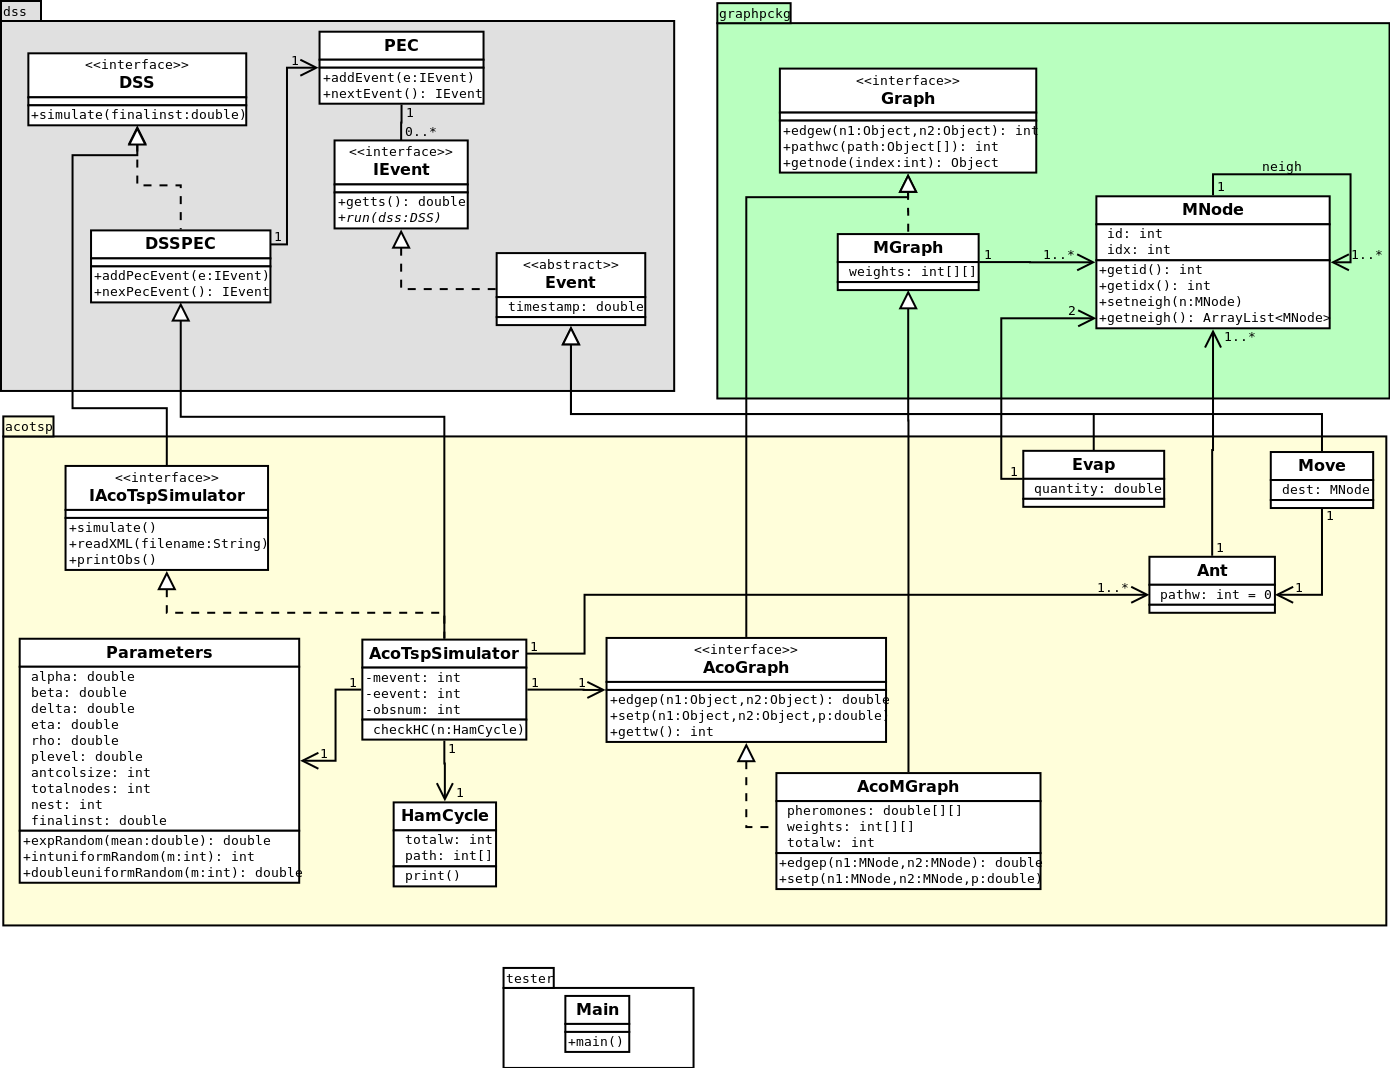 dss
<<interface>>
DSS
+simulate(finalinst:double)
1
PEC
+addEvent(e:IEvent)
+nextEvent(): IEvent
1
0..*
<<interface>>
IEvent
+getts(): double
+run(dss:DSS)
DSSPEC
+addPecEvent(e:IEvent)
+nexPecEvent(): IEvent
1
<<abstract>>
Event
timestamp: double
graphpckg
<<interface>>
Graph
+edgew(n1:Object,n2:Object): int
+pathwc(path:Object[]): int
+getnode(index:int): Object
MGraph
weights: int[][]
1
1..*
neigh
1
1..*
MNode
id: int
idx: int
+getid(): int
+getidx(): int
+setneigh(n:MNode)
+getneigh(): ArrayList<MNode>
2
1..*
acotsp
<<interface>>
IAcoTspSimulator
+simulate()
+readXML(filename:String)
+printObs()
1
Evap
quantity: double
Move
dest: MNode
1
1
Ant
pathw: int = 0
1..*
1
Parameters
alpha: double
beta: double
delta: double
eta: double
rho: double
plevel: double
antcolsize: int
totalnodes: int
nest: int
finalinst: double
+expRandom(mean:double): double
+intuniformRandom(m:int): int
+doubleuniformRandom(m:int): double
1
1
AcoTspSimulator
-mevent: int
-eevent: int
-obsnum: int
checkHC(n:HamCycle)
1
1
1
1
1
HamCycle
totalw: int
path: int[]
print()
<<interface>>
AcoGraph
+edgep(n1:Object,n2:Object): double
+setp(n1:Object,n2:Object,p:double)
+gettw(): int
AcoMGraph
pheromones: double[][]
weights: int[][]
totalw: int
+edgep(n1:MNode,n2:MNode): double
+setp(n1:MNode,n2:MNode,p:double)
tester
Main
+main()